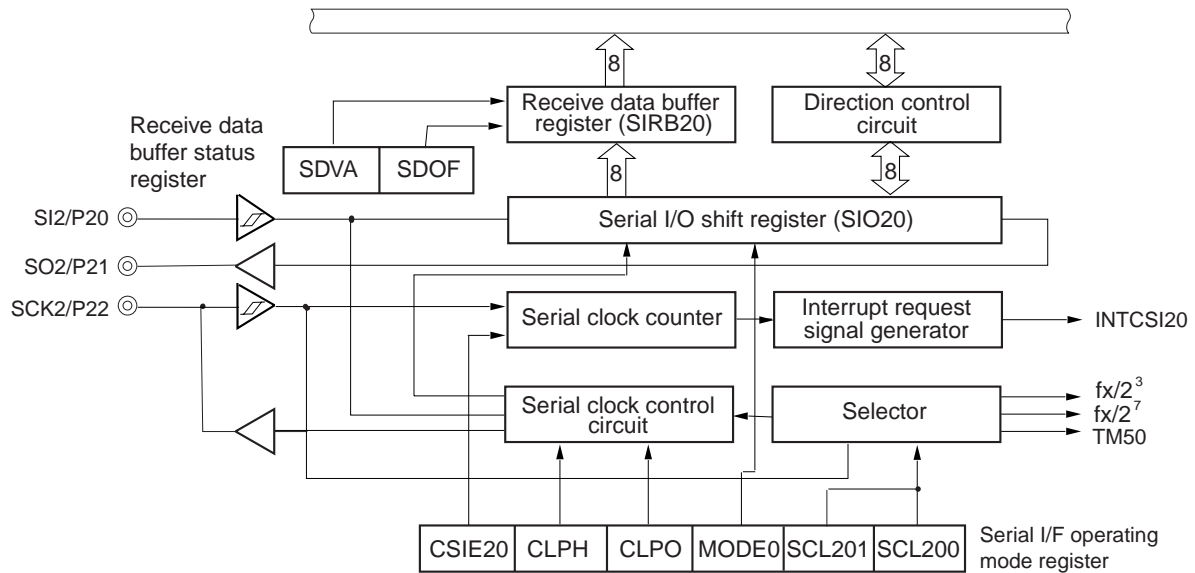 8
8
Receive data buffer
register (SIRB20)
Direction control
circuit
Receive data
buffer status
register
SDVA
SDOF
8
8
SI2/P20
Serial I/O shift register (SIO20)
SO2/P21
SCK2/P22
Serial clock counter
Interrupt request
signal generator
INTCSI20
Serial clock control
circuit
Selector
fx/2³
fx/2⁷
TM50
CSIE20
CLPH
CLPO
MODE0
SCL201
SCL200
Serial I/F operating
mode register